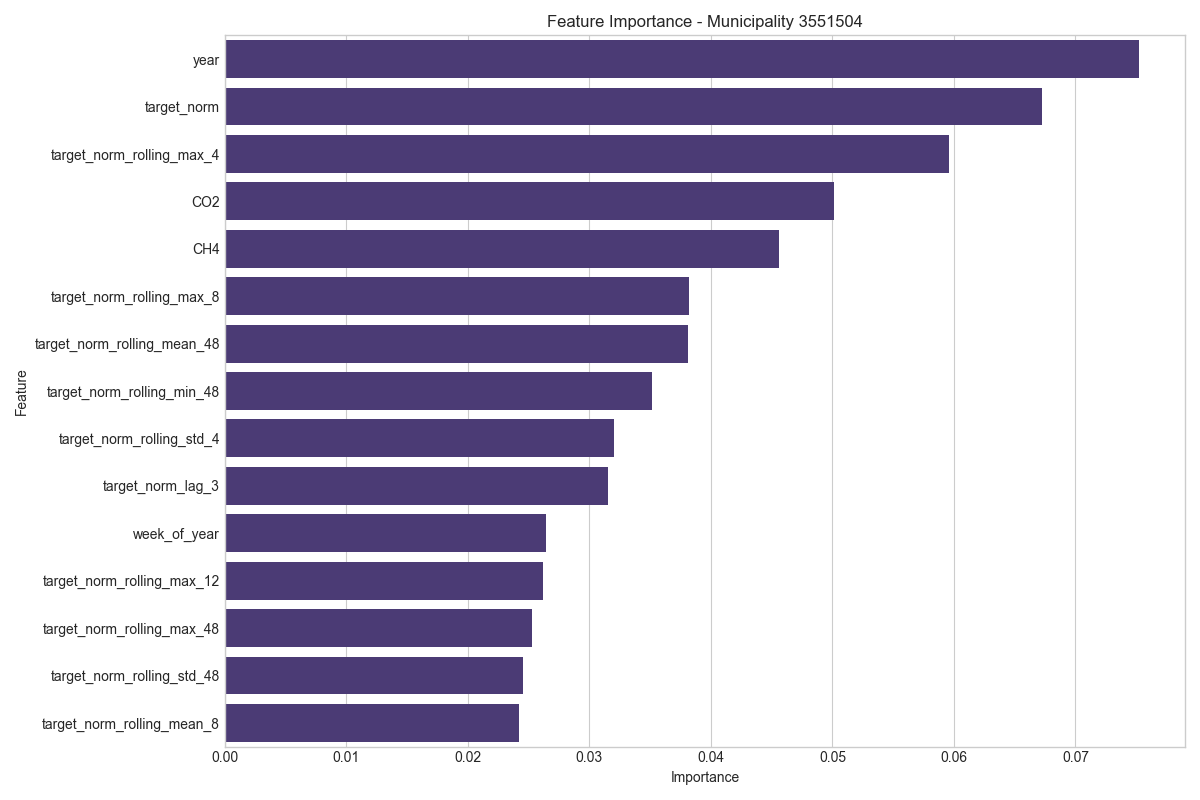 Feature Importance - Municipality 3551504
year
target_norm
target_norm_rolling_max_4
CO2
CH4
target_norm_rolling_max_8
target_norm_rolling_mean_48
target_norm_rolling_min_48
target_norm_rolling_std_4
target_norm_lag_3
week_of_year
target_norm_rolling_max_12
target_norm_rolling_max_48
target_norm_rolling_std_48
target_norm_rolling_mean_8
Feature
0.00 0.01 0.02 0.03 0.04 0.05 0.06 0.07
Importance